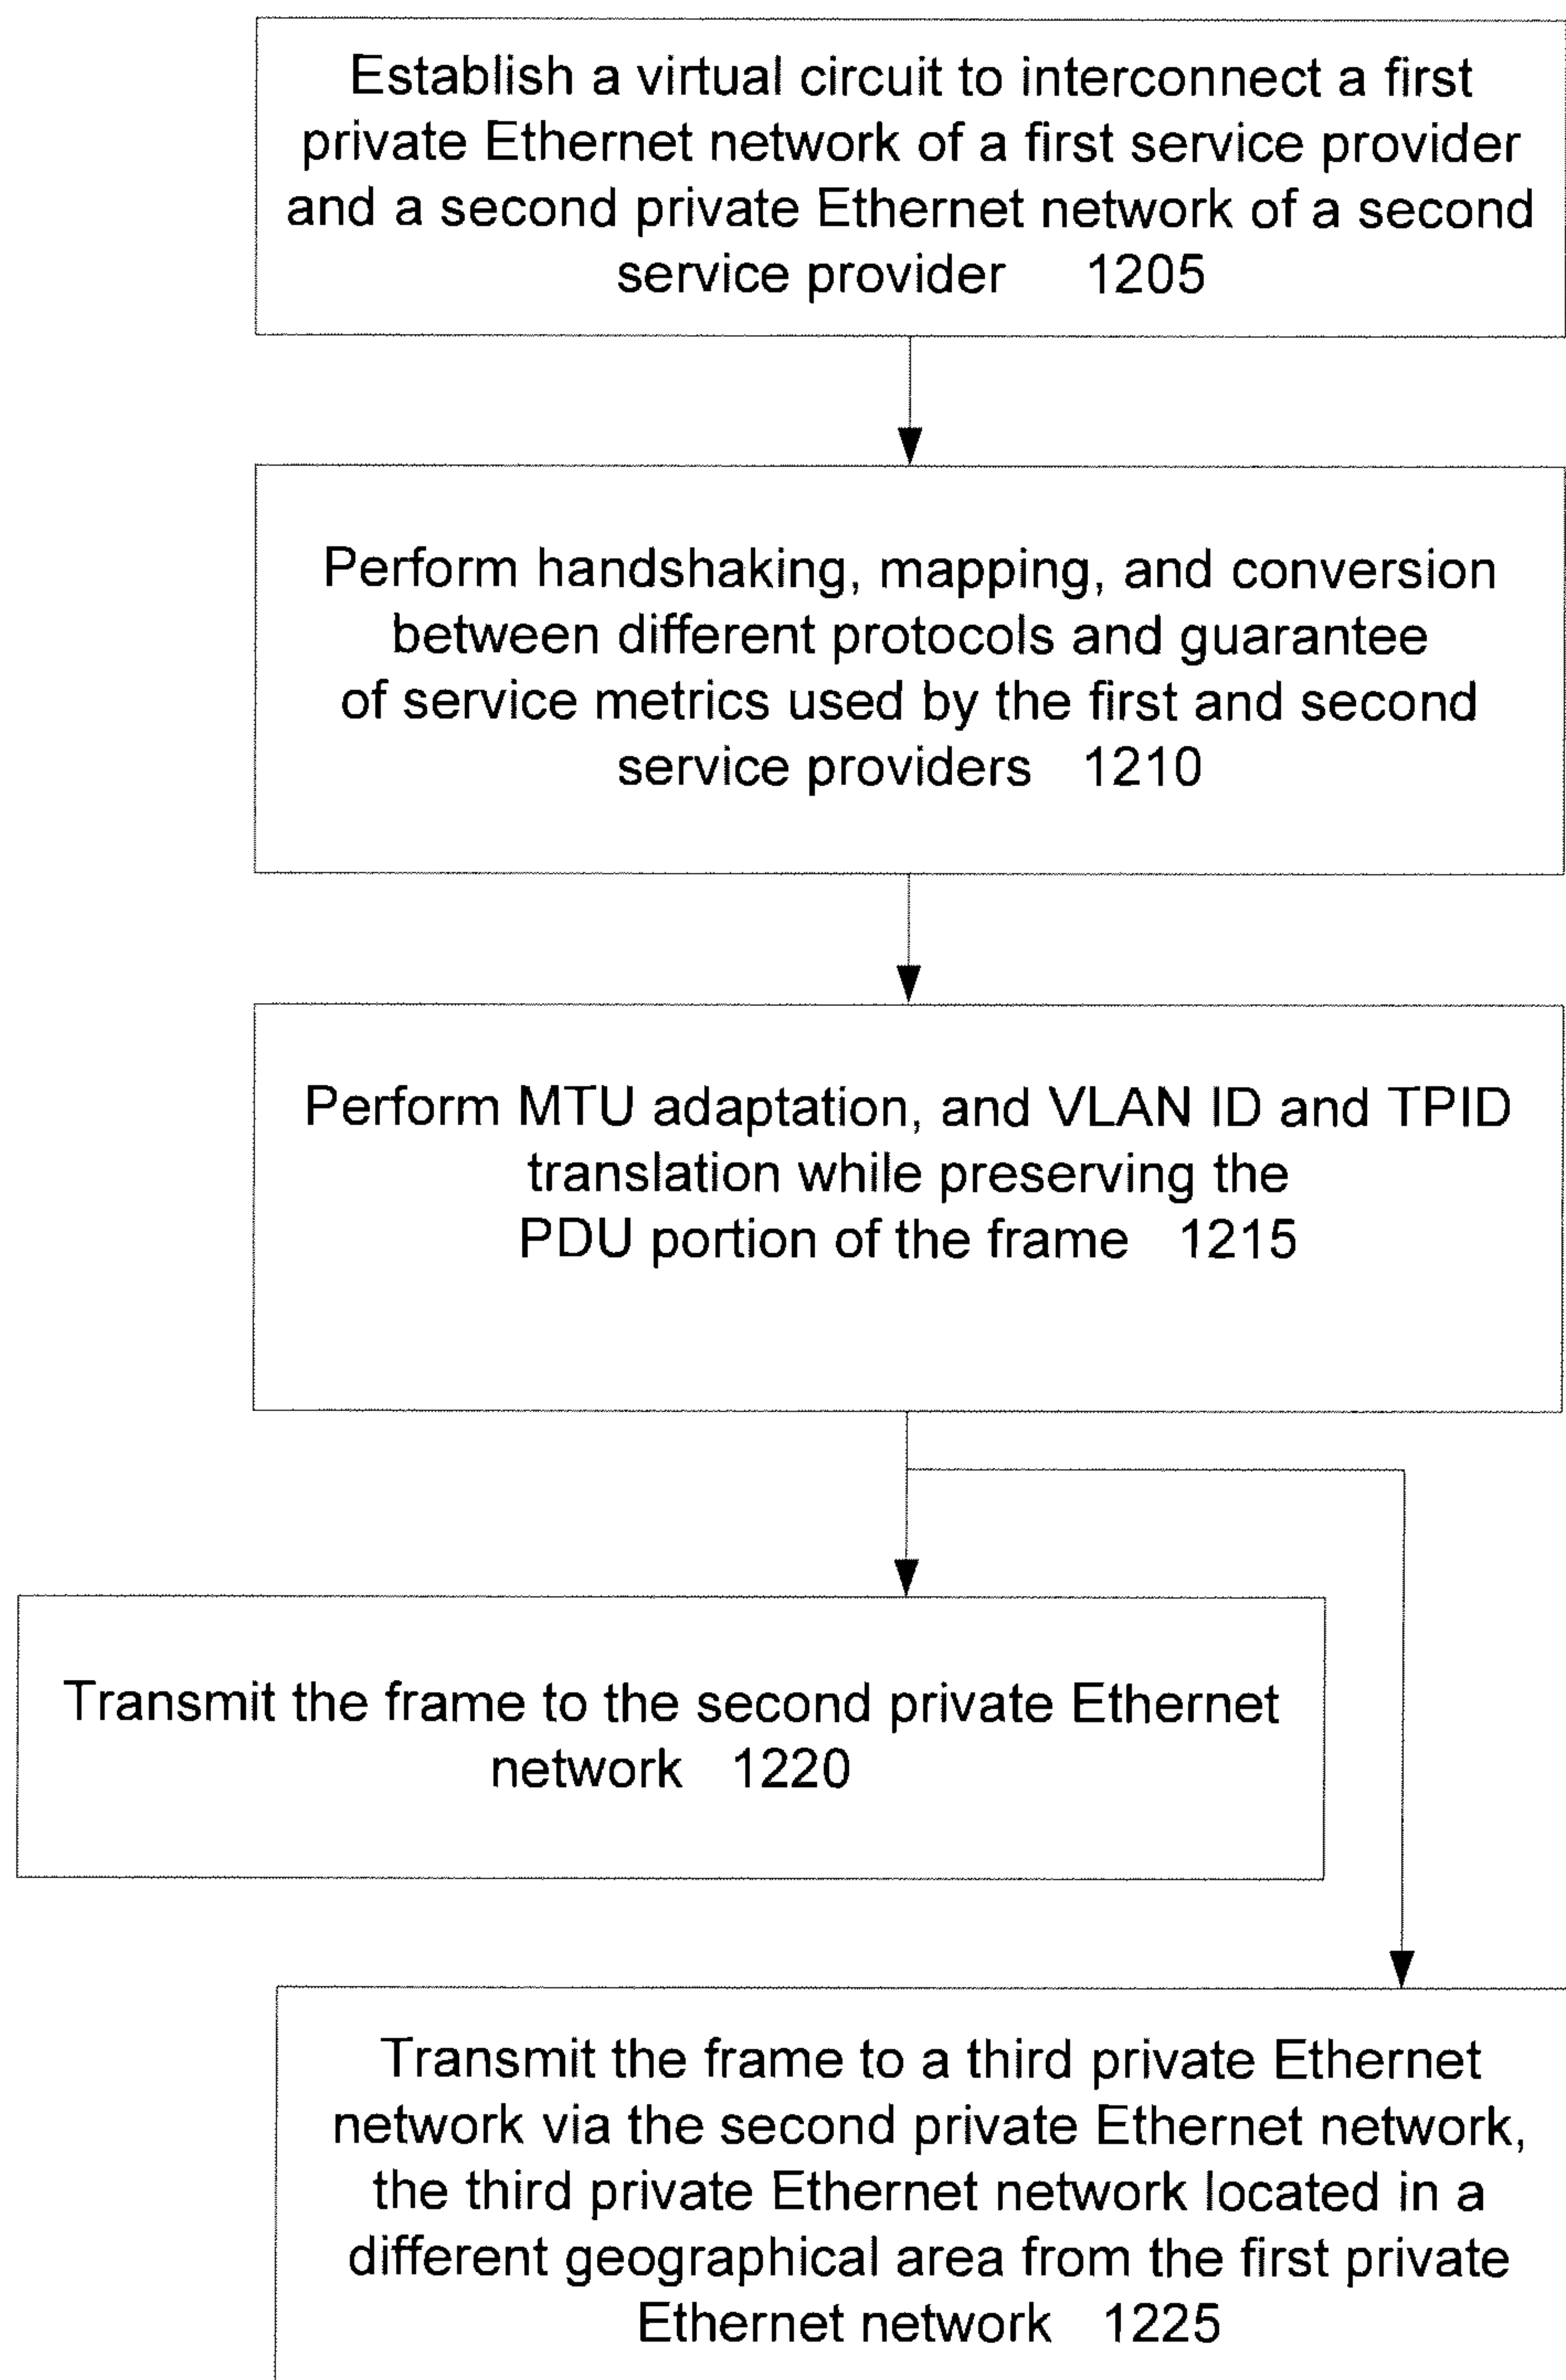 Establish a virtual circuit to interconnect a first
private Ethernet network of a first service provider
and a second private Ethernet network of a second
service provider 1205
Perform handshaking, mapping, and conversion
between different protocols and guarantee
of service metrics used by the first and second
service providers 1210
Perform MTU adaptation, and VLAN ID and TPID
translation while preserving the
PDU portion of the frame 1215
Transmit the frame to the second private Ethernet
network 1220
Transmit the frame to a third private Ethernet
network via the second private Ethernet network,
the third private Ethernet network located in a
different geographical area from the first private
Ethernet network 1225